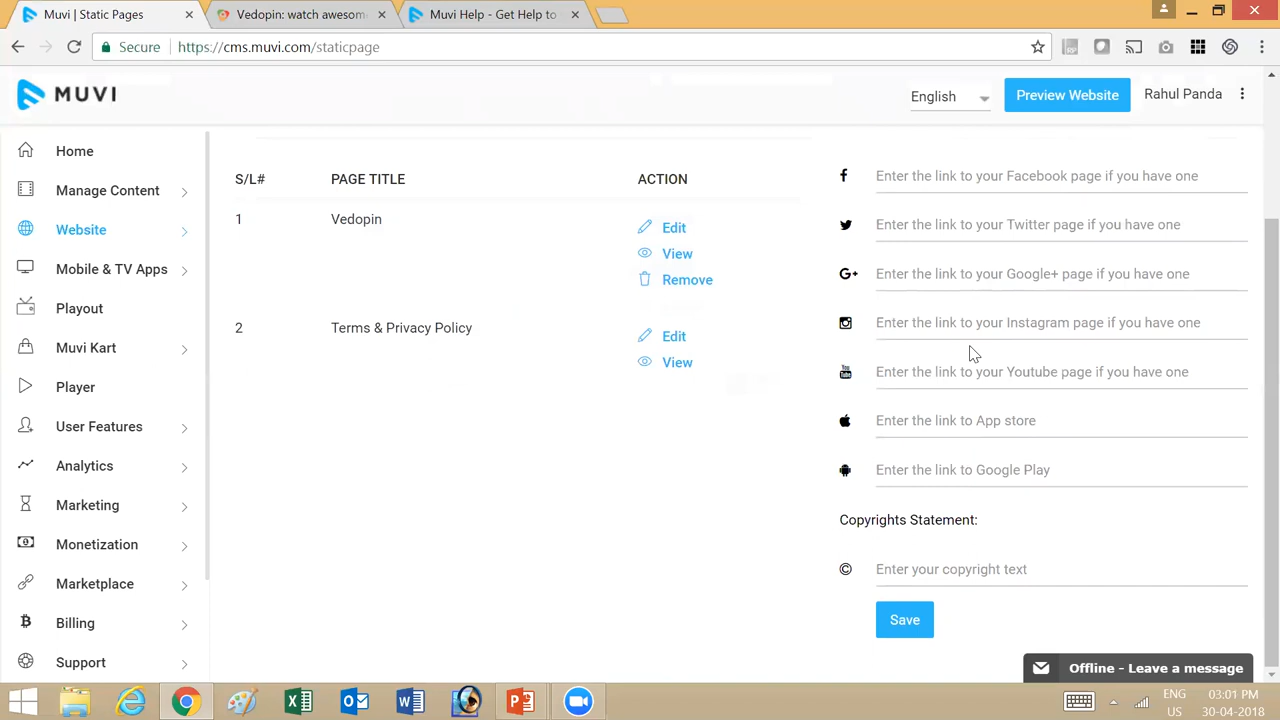 Muvi | Static Pages
Vedopin: watch awesom
Muvi Help - Get Help to
Secure
https://cms.muvi.com/staticpage
MUVI
English
Preview Website
Rahul Panda
Home
Manage Content
Website
Mobile & TV Apps
Playout
Muvi Kart
Player
User Features
Analytics
Marketing
Monetization
Marketplace
Billing
Support
S/L# PAGE TITLE ACTION
1 Vedopin Edit
View
Remove
2 Terms & Privacy Policy Edit
View
Enter the link to your Facebook page if you have one
Enter the link to your Twitter page if you have one
Enter the link to your Google+ page if you have one
Enter the link to your Instagram page if you have one
Enter the link to your Youtube page if you have one
Enter the link to App store
Enter the link to Google Play
Copyrights Statement:
© Enter your copyright text
Save
Offline - Leave a message
ENG 03:01 PM
US 30-04-2018